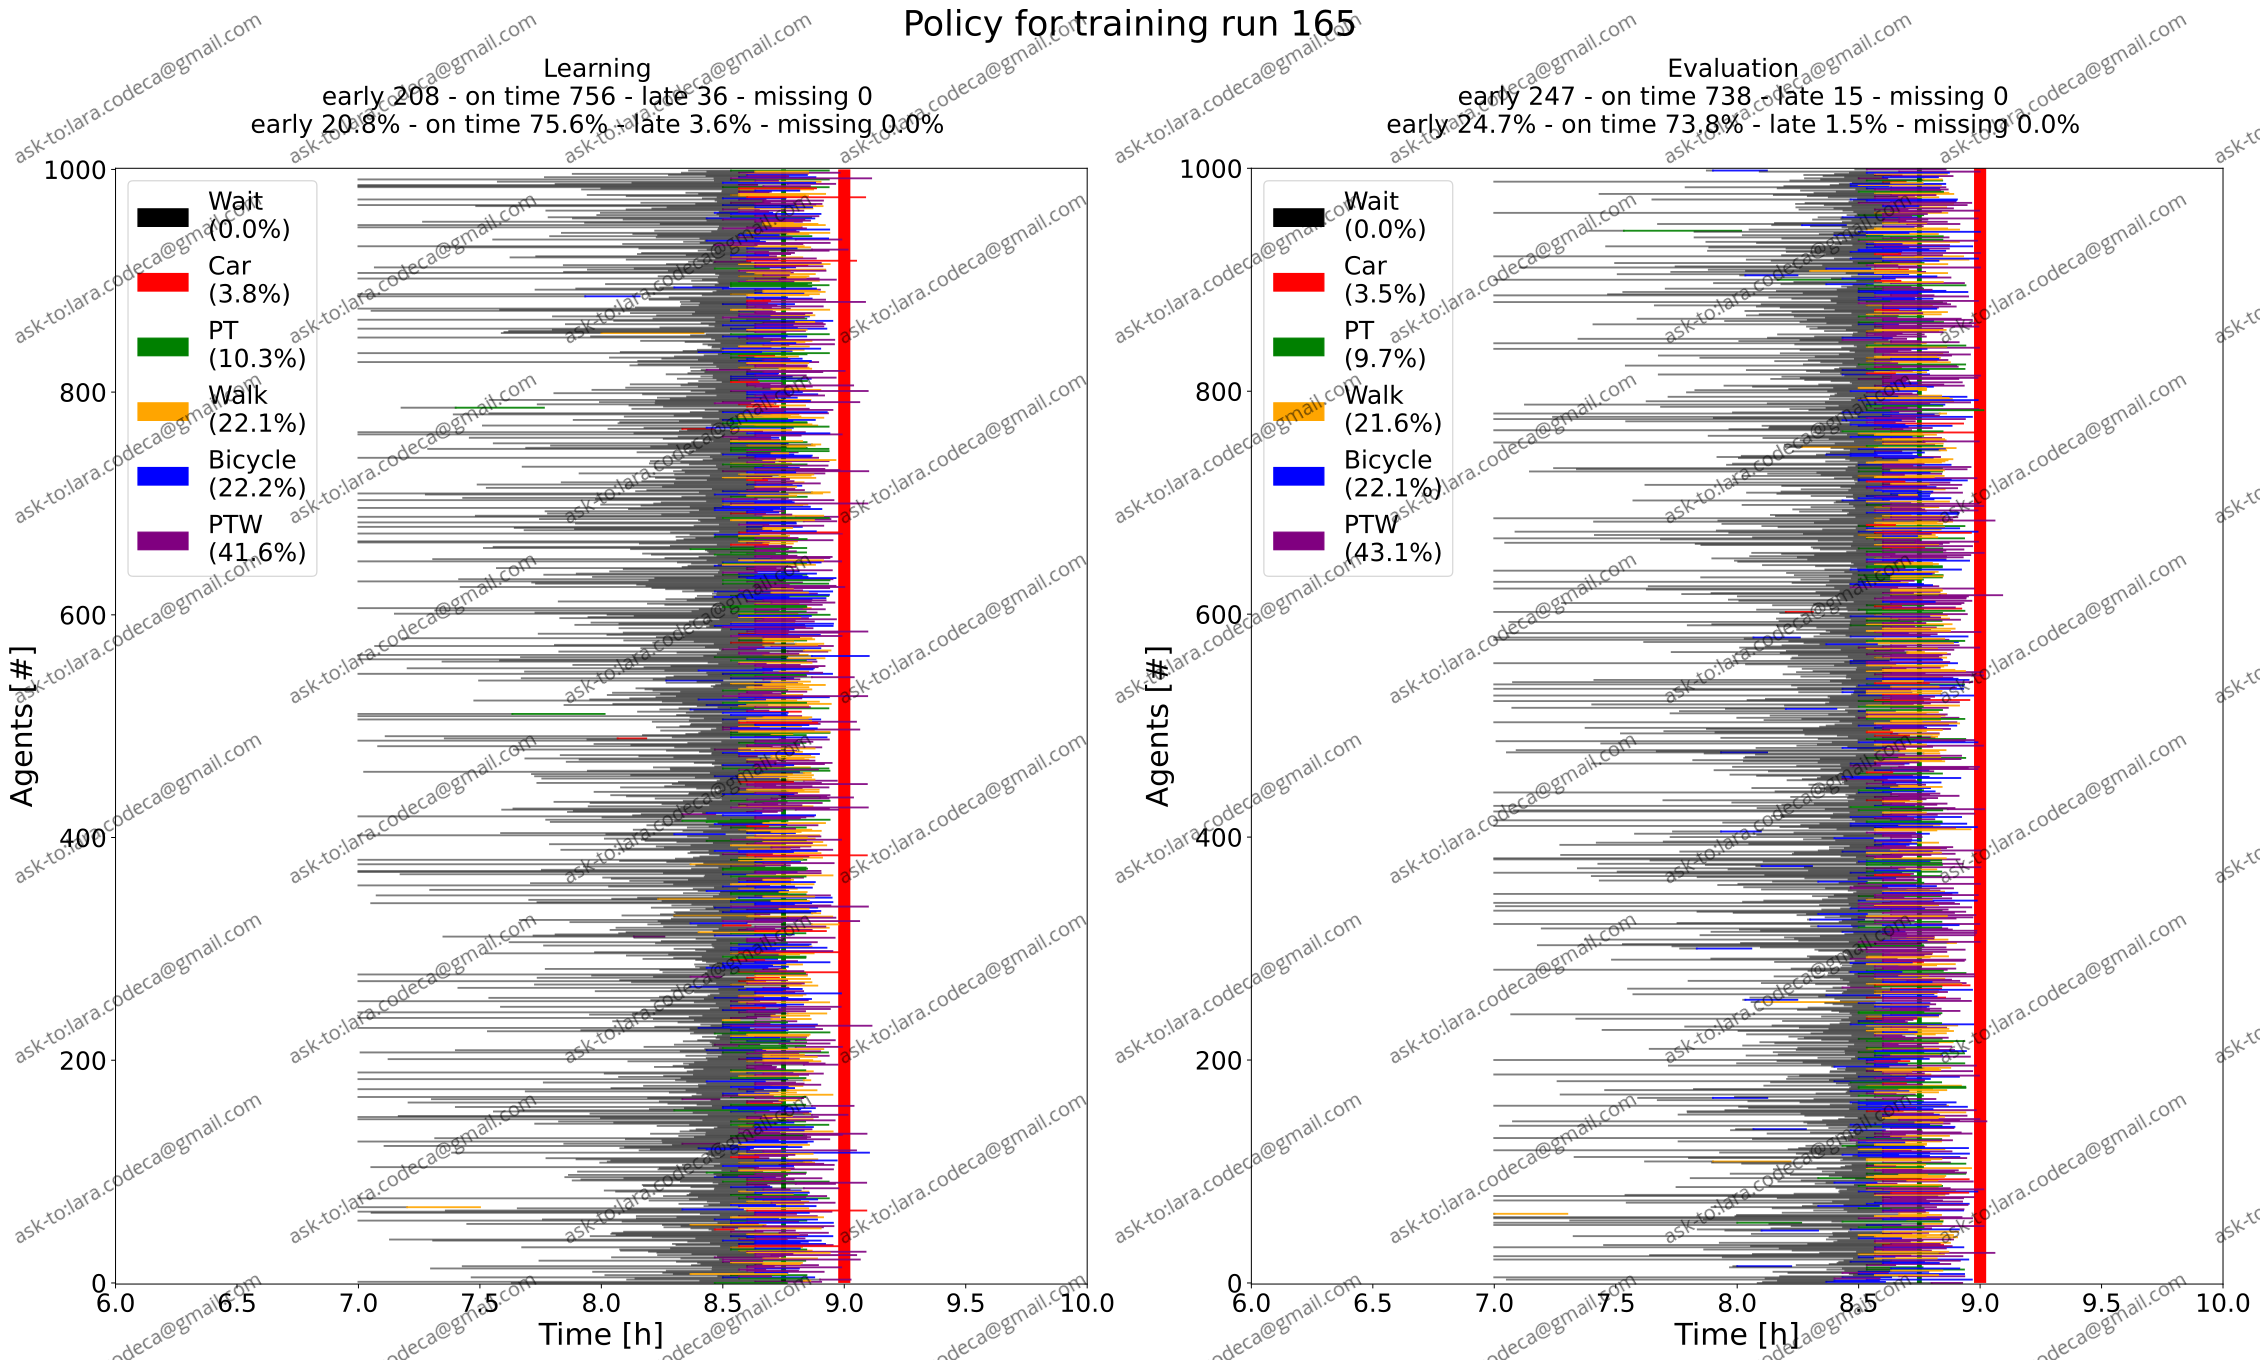 Policy for training run 165
Learning
early 208 - on time 756 - late 36 - missing 0
early 20.8% - on time 75.6% - late 3.6% - missing 0.0%
Wait
(0.0%)
Car
(3.8%)
PT
(10.3%)
Walk
(22.1%)
Bicycle
(22.2%)
PTW
(41.6%)
Agents [#]
1000
800
600
400
200
0
6.0 6.5 7.0 7.5 8.0 8.5 9.0 9.5 10.0
Time [h]
Evaluation
early 247 - on time 738 - late 15 - missing 0
early 24.7% - on time 73.8% - late 1.5% - missing 0.0%
Wait
(0.0%)
Car
(3.5%)
PT
(9.7%)
Walk
(21.6%)
Bicycle
(22.1%)
PTW
(43.1%)
Agents [#]
1000
800
600
400
200
0
6.0 6.5 7.0 7.5 8.0 8.5 9.0 9.5 10.0
Time [h]
ask-to:lara.codeca@gmail.com